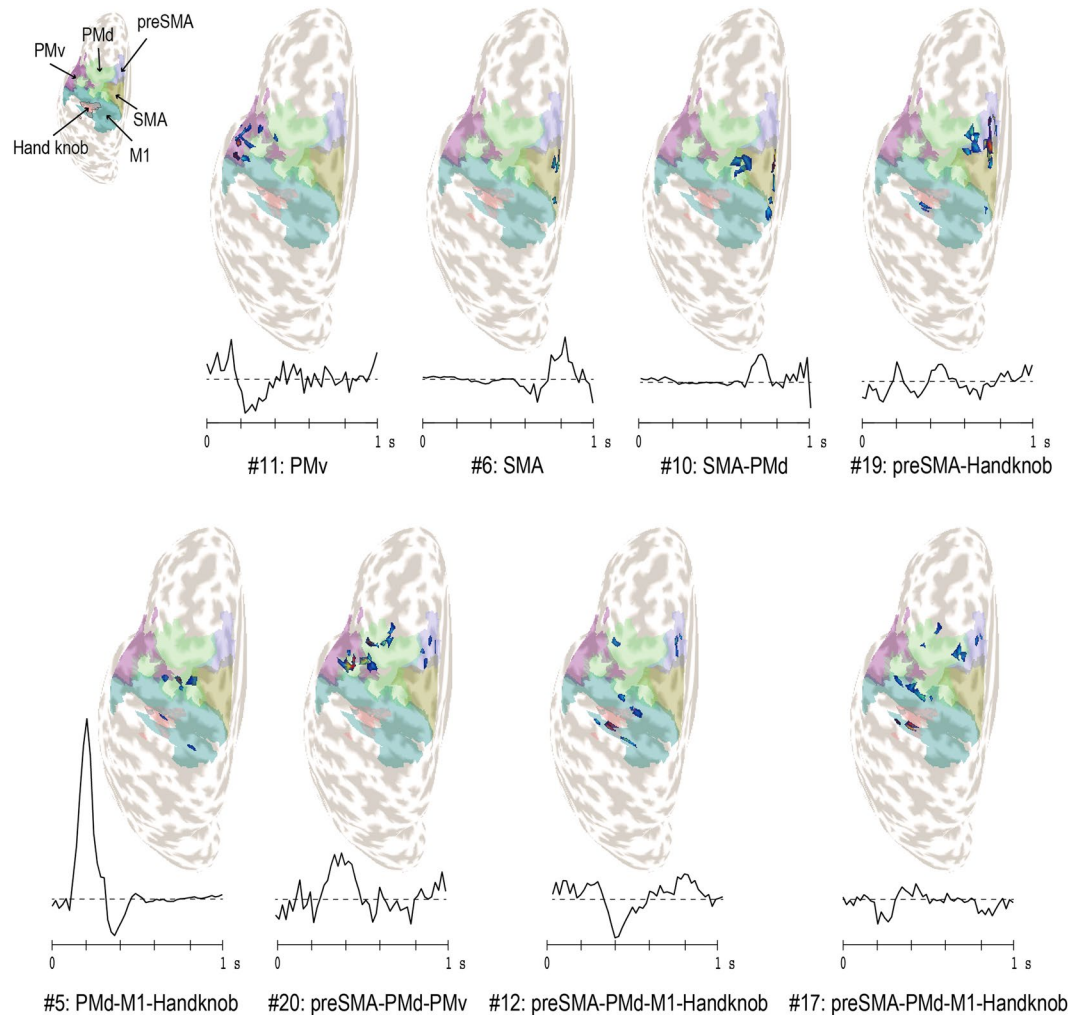 preSMA
PMd
PMv
SMA
Hand knob
M1
0 1 s
0 1 s
0 1 s
0 1 s
#11: PMv
#6: SMA
#10: SMA-PMd
#19: preSMA-Handknob
0 1 s
0 1 s
0 1 s
0 1 s
#5: PMd-M1-Handknob
#20: preSMA-PMd-PMv
#12: preSMA-PMd-M1-Handknob
#17: preSMA-PMd-M1-Handknob